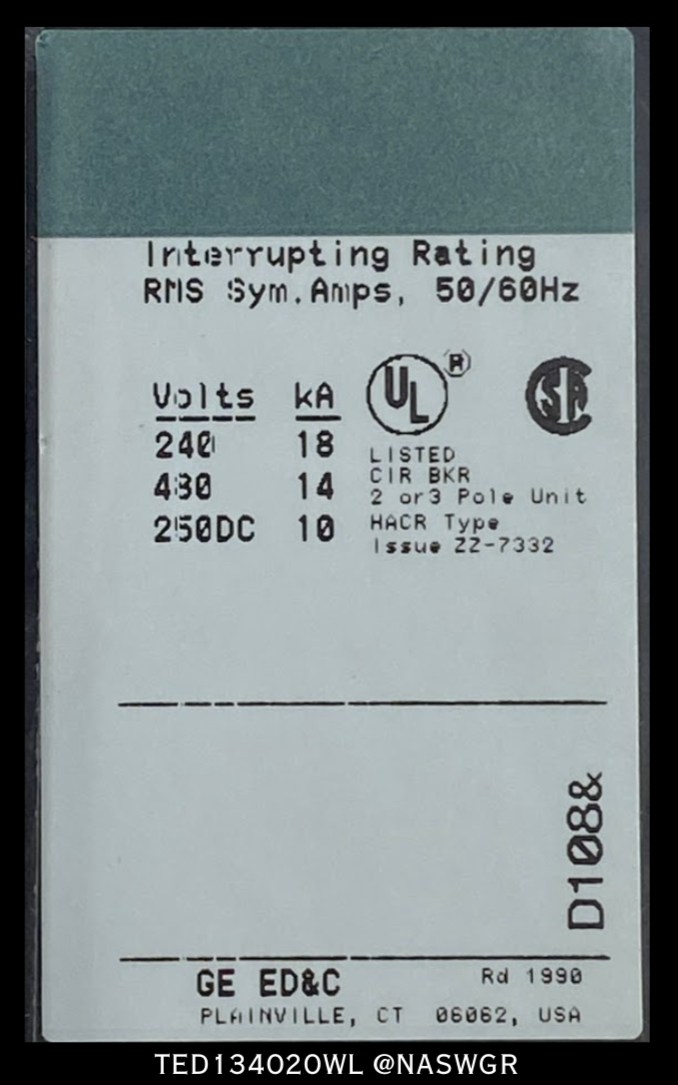 Interrupting Rating
RMS Sym.Amps, 50/60Hz
Volts kA
240 18
480 14
250DC 10
UL ®
CSA
LISTED
CIR BKR
2 or3 Pole Unit
HACR Type
Issue ZZ-7332
D108&
GE ED&C Rd 1990
PLAINVILLE, CT 06062, USA
TED134020WL @NASWGR